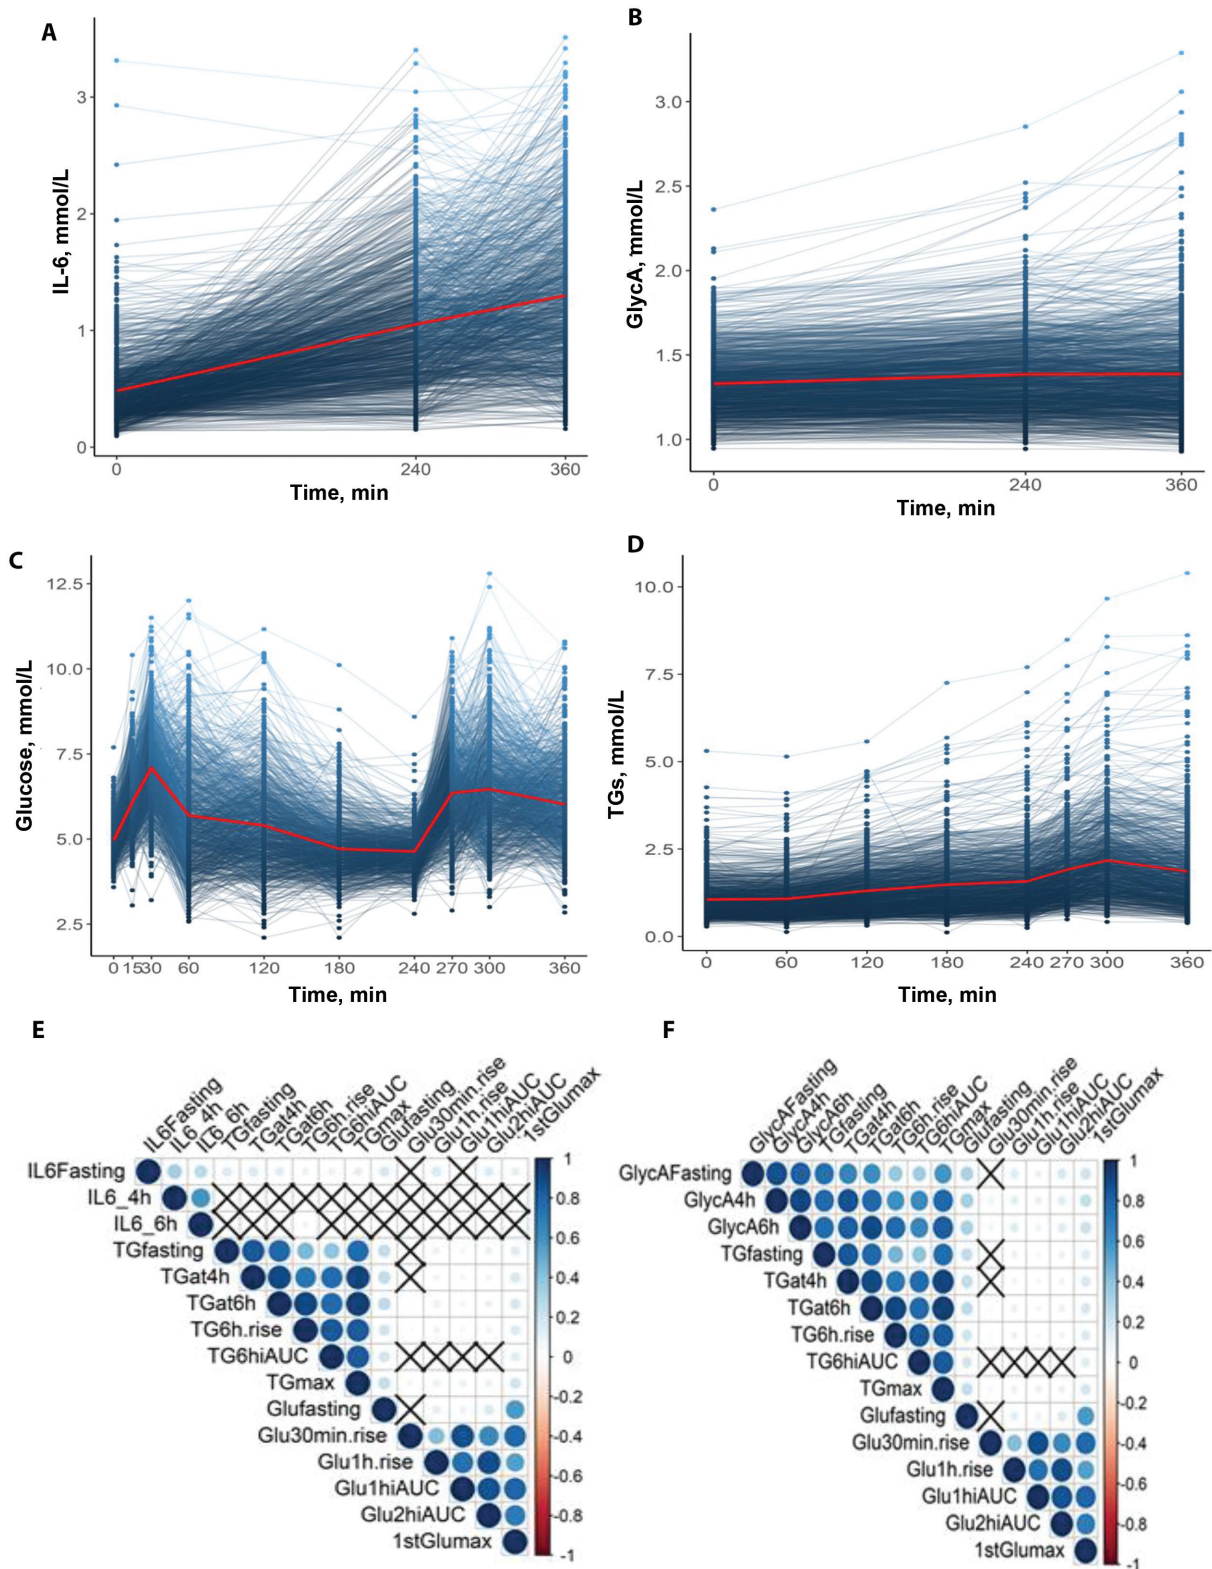 A
IL-6, mmol/L
3
2
1
0
0 240 360
Time, min
B
GlycA, mmol/L
3.0
2.5
2.0
1.5
1.0
0 240 360
Time, min
C
Glucose, mmol/L
12.5
10.0
7.5
5.0
2.5
0 15 30 60 120 180 240 270 300 360
Time, min
D
TGs, mmol/L
10.0
7.5
5.0
2.5
0.0
0 60 120 180 240 270 300 360
Time, min
E
IL6Fasting
IL6_4h
IL6_6h
TGfasting
TGat4h
TGat6h
TG6h.rise
TG6hiAUC
TGmax
Glufasting
Glu30min.rise
Glu1h.rise
Glu1hiAUC
Glu2hiAUC
1stGlumax
IL6Fasting
IL6_4h
IL6_6h
TGfasting
TGat4h
TGat6h
TG6h.rise
TG6hiAUC
TGmax
Glufasting
Glu30min.rise
Glu1h.rise
Glu1hiAUC
Glu2hiAUC
1stGlumax
1
0.8
0.6
0.4
0.2
0
-0.2
-0.4
-0.6
-0.8
-1
F
GlycAFasting
GlycA4h
GlycA6h
TGfasting
TGat4h
TGat6h
TG6h.rise
TG6hiAUC
TGmax
Glufasting
Glu30min.rise
Glu1h.rise
Glu1hiAUC
Glu2hiAUC
1stGlumax
GlycAFasting
GlycA4h
GlycA6h
TGfasting
TGat4h
TGat6h
TG6h.rise
TG6hiAUC
TGmax
Glufasting
Glu30min.rise
Glu1h.rise
Glu1hiAUC
Glu2hiAUC
1stGlumax
1
0.8
0.6
0.4
0.2
0
-0.2
-0.4
-0.6
-0.8
-1